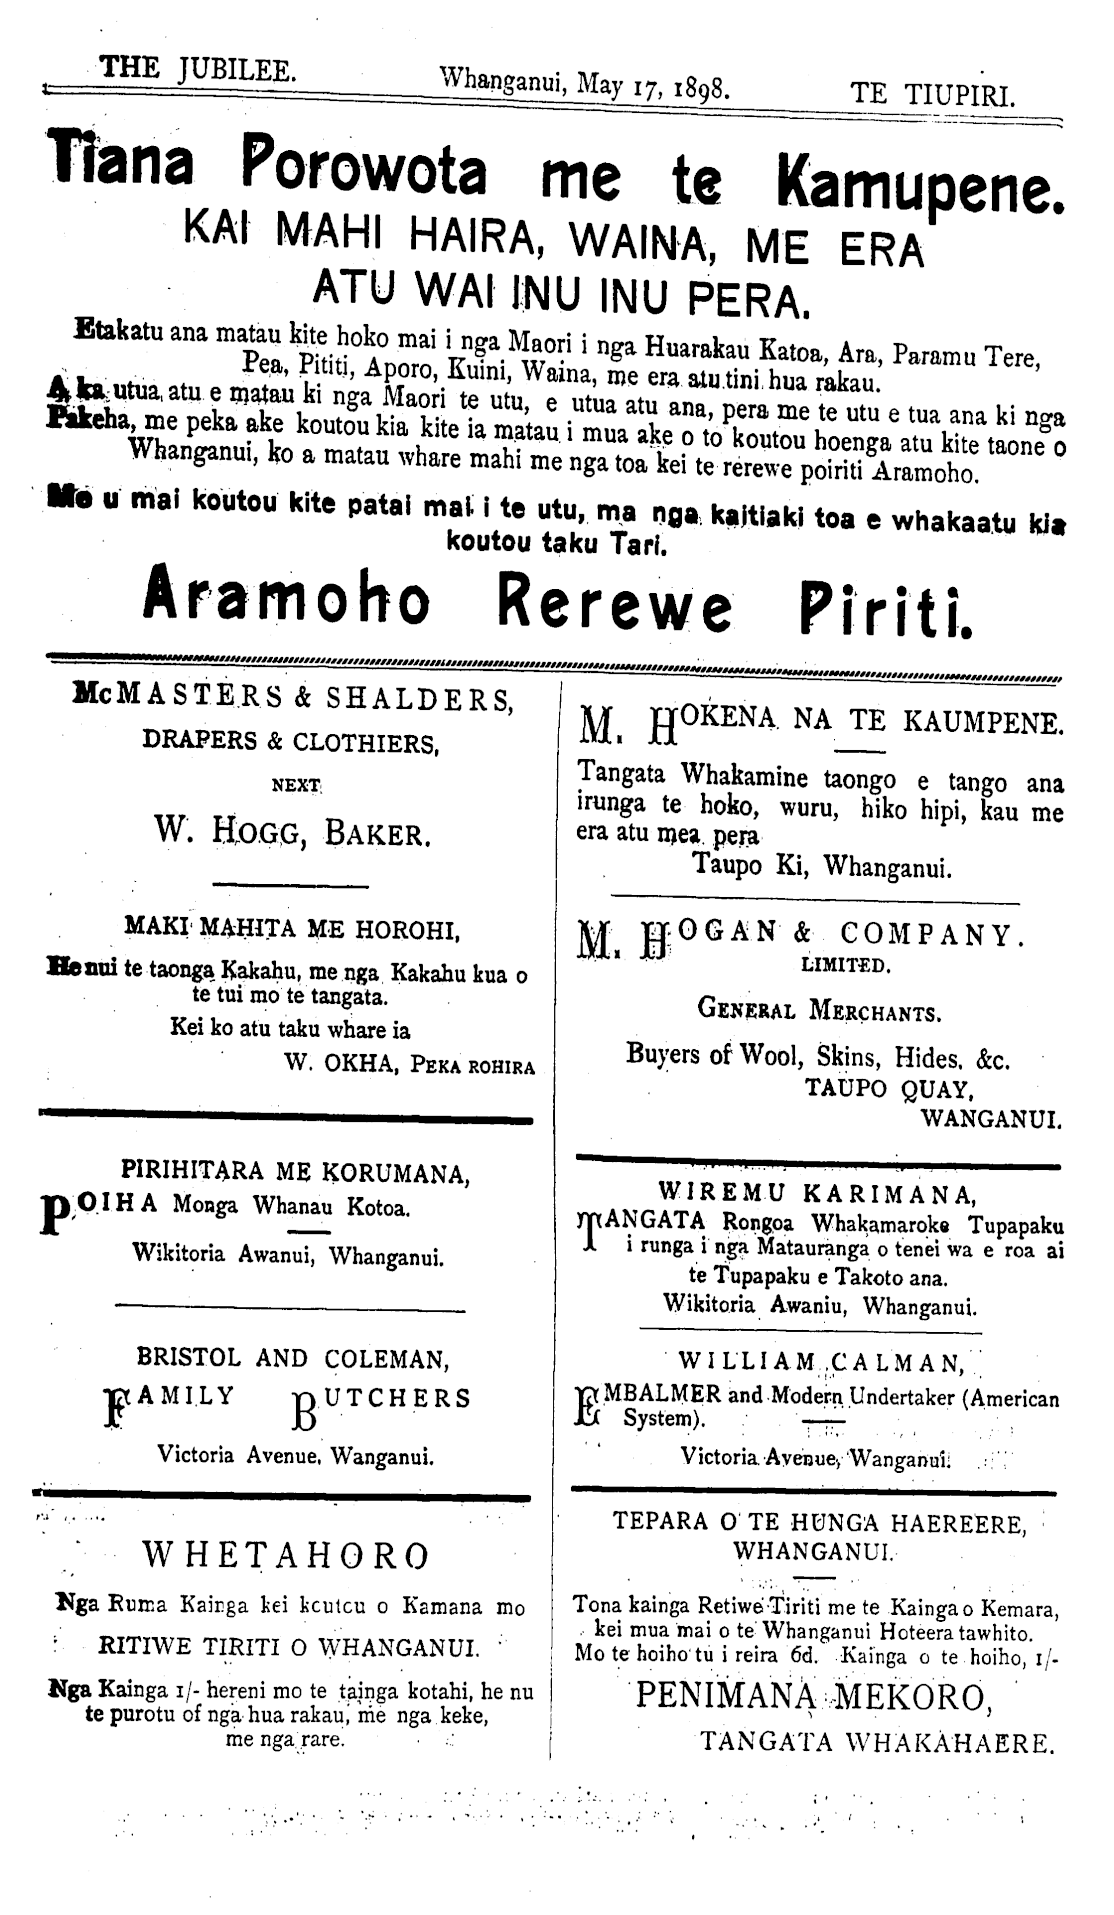 THE JUBILEE. Whanganui, May 17, 1898. TE TIUPIRI.
Tiana Porowota me te Kamupene.
KAI MAHI HAIRA, WAINA, ME ERA
ATU WAI INU INU PERA.
Etakatu ana matau kite hoko mai i nga Maori i nga Huarakau Katoa, Ara, Paramu Tere,
Pea, Pititi, Aporo, Kuini, Waina, me era atu tini hua rakau.
A ka utua atu e matau ki nga Maori te utu, e utua atu ana, pera me te utu e tua ana ki nga
Pakeha, me peka ake koutou kia kite ia matau i mua ake o to koutou hoenga atu kite taone o
Whanganui, ko a matau whare mahi me nga toa kei te rerewe poiriti Aramoho.
Me u mai koutou kite patai mai i te utu, ma nga kaitiaki toa e whakaatu kia
koutou taku Tari.
Aramoho Rerewe Piriti.
McMASTERS & SHALDERS,
DRAPERS & CLOTHIERS,
NEXT
W. HOGG, BAKER.
MAKI MAHITA ME HOROHI,
He nui te taonga Kakahu, me nga Kakahu kua o
te tui mo te tangata.
Kei ko atu taku whare ia
W. OKHA, PEKA ROHIRA
PIRIHITARA ME KORUMANA,
POIHA Monga Whanau Kotoa.
Wikitoria Awanui, Whanganui.
BRISTOL AND COLEMAN,
FAMILY BUTCHERS
Victoria Avenue, Wanganui.
WHETAHORO
Nga Ruma Kainga kei koutou o Kamana mo
RITIWE TIRITI O WHANGANUI.
Nga Kainga 1/- hereni mo te tainga kotahi, he nu
te purotu of nga hua rakau, me nga keke,
me nga rare.
M. HOKENA NA TE KAUMPENE.
Tangata Whakamine taongo e tango ana
irunga te hoko, wuru, hiko hipi, kau me
era atu mea pera
Taupo Ki, Whanganui.
M. HOGAN & COMPANY.
LIMITED.
GENERAL MERCHANTS.
Buyers of Wool, Skins, Hides, &c.
TAUPO QUAY,
WANGANUI.
WIREMU KARIMANA,
TANGATA Rongoa Whakamaroke Tupapaku
i runga i nga Matauranga o tenei wa e roa ai
te Tupapaku e Takoto ana.
Wikitoria Awaniu, Whanganui.
WILLIAM CALMAN,
EMBALMER and Modern Undertaker (American
System).
Victoria Avenue, Wanganui.
TEPARA O TE HUNGA HAEREERE,
WHANGANUI.
Tona kainga Retiwe Tiriti me te Kainga o Kemara,
kei mua mai o te Whanganui Hoteera tawhito.
Mo te hoiho tu i reira 6d. Kainga o te hoiho, 1/-
PENIMANA MEKORO,
TANGATA WHAKAHAERE.